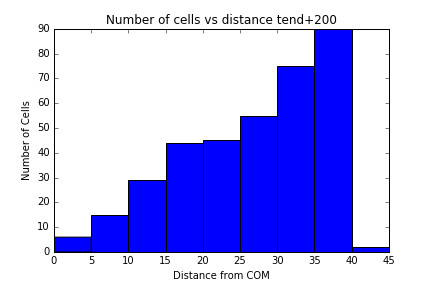 Number of cells vs distance tend+200
90
80
70
60
50
40
30
20
10
0
Number of Cells
0 5 10 15 20 25 30 35 40 45
Distance from COM